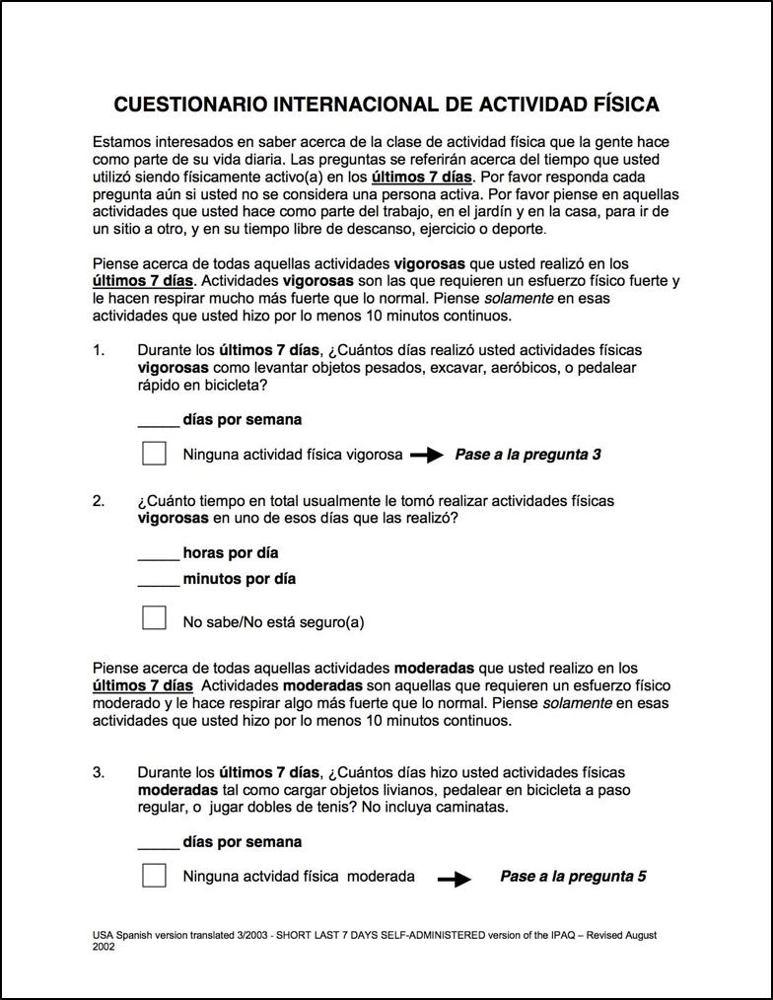 CUESTIONARIO INTERNACIONAL DE ACTIVIDAD FÍSICA
Estamos interesados en saber acerca de la clase de actividad física que la gente hace
como parte de su vida diaria. Las preguntas se referirán acerca del tiempo que usted
utilizó siendo físicamente activo(a) en los últimos 7 días. Por favor responda cada
pregunta aún si usted no se considera una persona activa. Por favor piense en aquellas
actividades que usted hace como parte del trabajo, en el jardín y en la casa, para ir de
un sitio a otro, y en su tiempo libre de descanso, ejercicio o deporte.
Piense acerca de todas aquellas actividades vigorosas que usted realizó en los
últimos 7 días. Actividades vigorosas son las que requieren un esfuerzo físico fuerte y
le hacen respirar mucho más fuerte que lo normal. Piense solamente en esas
actividades que usted hizo por lo menos 10 minutos continuos.
1. Durante los últimos 7 días, ¿Cuántos días realizó usted actividades físicas
vigorosas como levantar objetos pesados, excavar, aeróbicos, o pedalear
rápido en bicicleta?
_____ días por semana
Ninguna actividad física vigorosa Pase a la pregunta 3
2. ¿Cuánto tiempo en total usualmente le tomó realizar actividades físicas
vigorosas en uno de esos días que las realizó?
_____ horas por día
_____ minutos por día
No sabe/No está seguro(a)
Piense acerca de todas aquellas actividades moderadas que usted realizo en los
últimos 7 días Actividades moderadas son aquellas que requieren un esfuerzo físico
moderado y le hace respirar algo más fuerte que lo normal. Piense solamente en esas
actividades que usted hizo por lo menos 10 minutos continuos.
3. Durante los últimos 7 días, ¿Cuántos días hizo usted actividades físicas
moderadas tal como cargar objetos livianos, pedalear en bicicleta a paso
regular, o jugar dobles de tenis? No incluya caminatas.
_____ días por semana
Ninguna actvidad física moderada Pase a la pregunta 5
USA Spanish version translated 3/2003 - SHORT LAST 7 DAYS SELF-ADMINISTERED version of the IPAQ – Revised August
2002